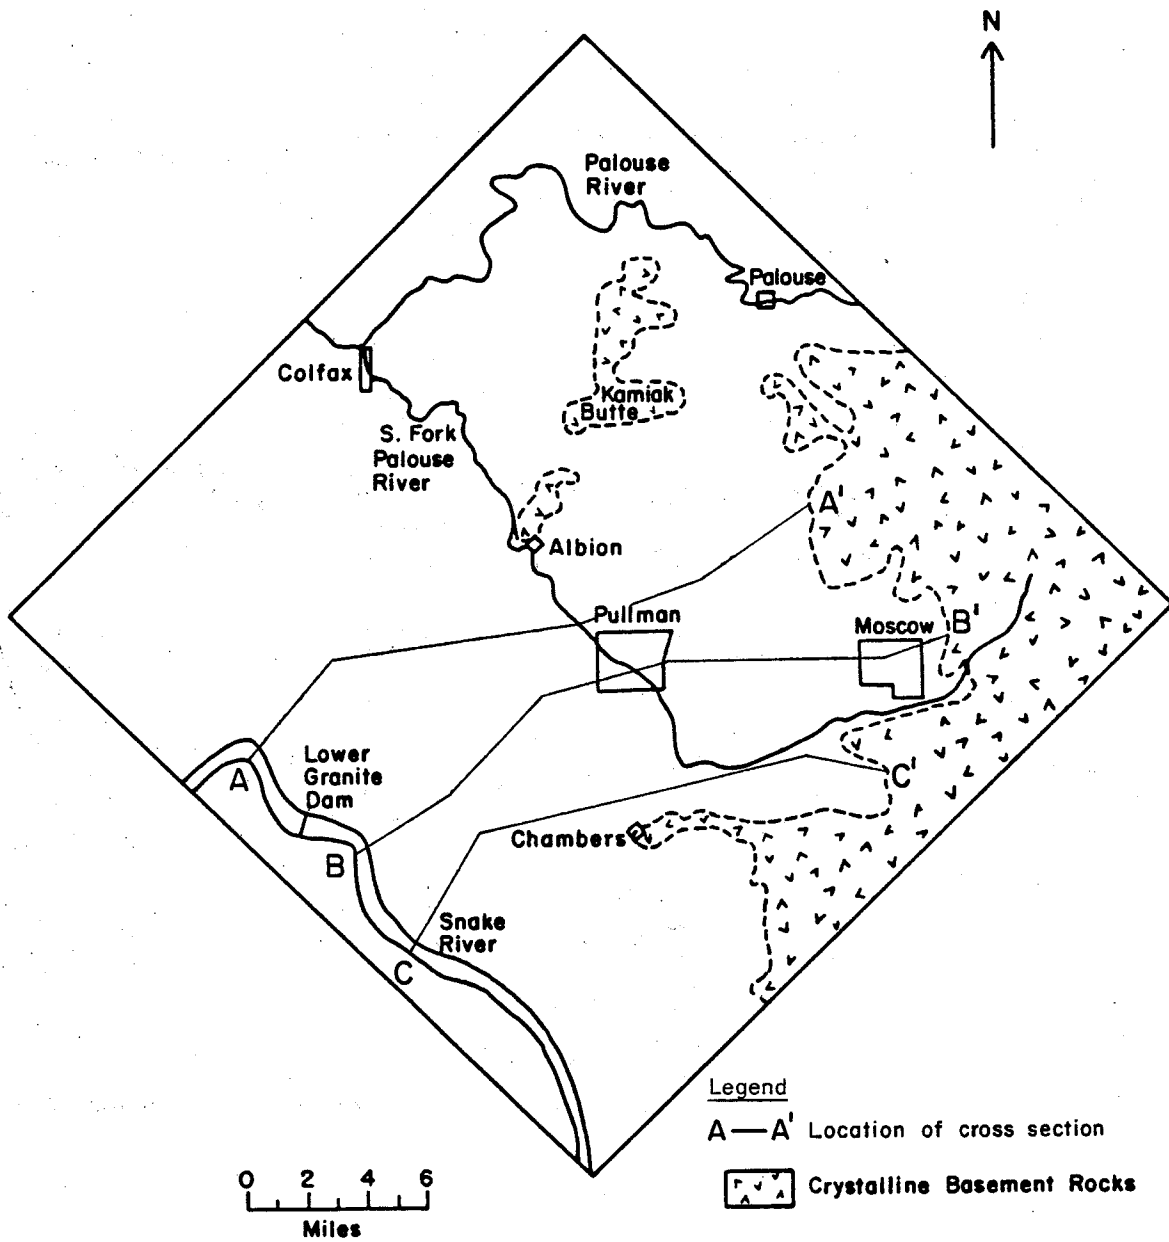 N
Palouse
River
Palouse
Colfax
Kamiak
Butte
S. Fork
Palouse
River
A'
Albion
Pullman
Moscow
B'
Lower
Granite
Dam
A
C'
Chambers
B
Snake
River
C
Legend
A — A' Location of cross section
Crystalline Basement Rocks
0 2 4 6
Miles